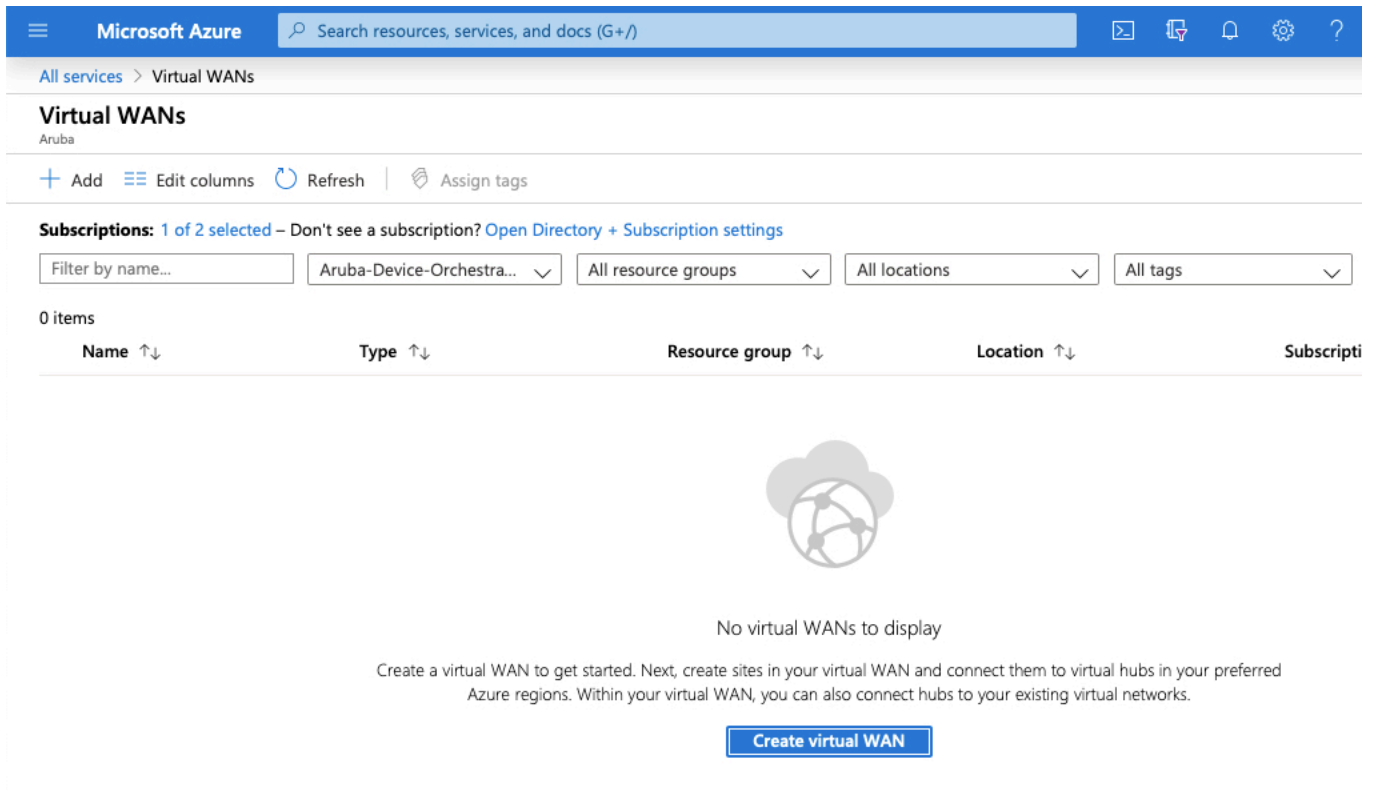 Microsoft Azure Search resources, services, and docs (G+/)
All services > Virtual WANs
Virtual WANs
Aruba
Add Edit columns Refresh Assign tags
Subscriptions: 1 of 2 selected – Don't see a subscription? Open Directory + Subscription settings
Filter by name... Aruba-Device-Orchestra... All resource groups All locations All tags
0 items
Name ↑↓ Type ↑↓ Resource group ↑↓ Location ↑↓ Subscripti
No virtual WANs to display
Create a virtual WAN to get started. Next, create sites in your virtual WAN and connect them to virtual hubs in your preferred
Azure regions. Within your virtual WAN, you can also connect hubs to your existing virtual networks.
Create virtual WAN